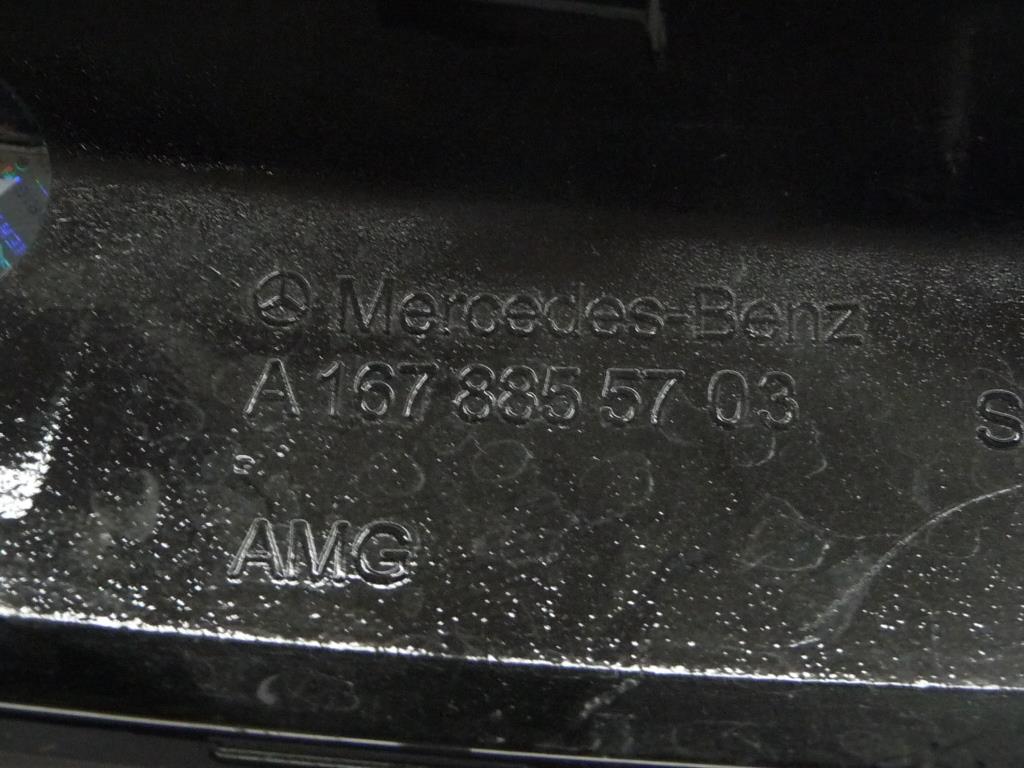 Mercedes-Benz
A 167 885 57 03
S
AMG